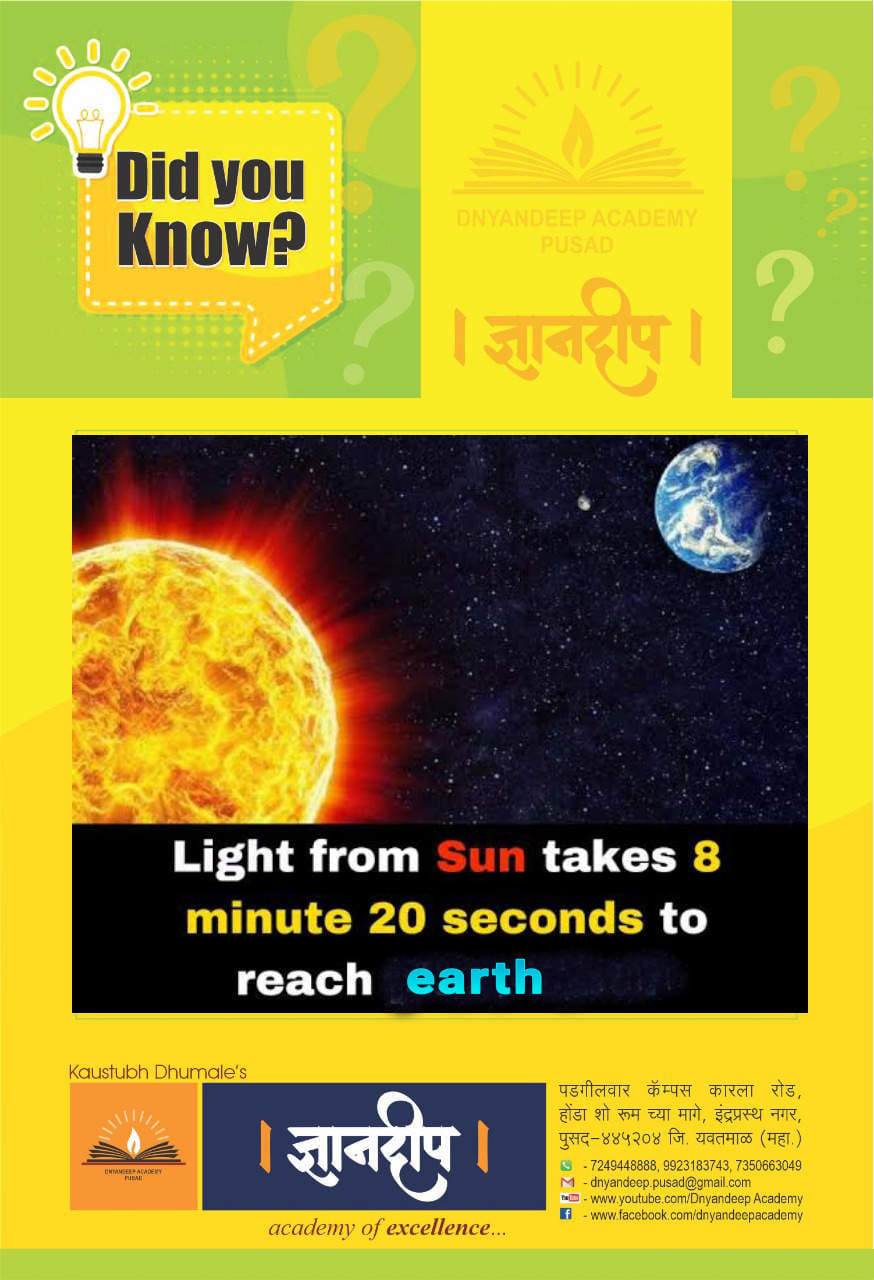 Did you
Know?
DNYANDEEP ACADEMY
PUSAD
। ज्ञानदीप ।
Light from Sun takes 8
minute 20 seconds to
reach earth
Kaustubh Dhumale's
DNYANDEEP ACADEMY
PUSAD
। ज्ञानदीप ।
academy of excellence...
पडगीलवार कॅम्पस कारला रोड,
होंडा शो रूम च्या मागे, इंद्रप्रस्थ नगर,
पुसद-४४५२०४ जि. यवतमाळ (महा.)
- 7249448888, 9923183743, 7350663049
- dnyandeep.pusad@gmail.com
- www.youtube.com/Dnyandeep Academy
- www.facebook.com/dnyandeepacademy